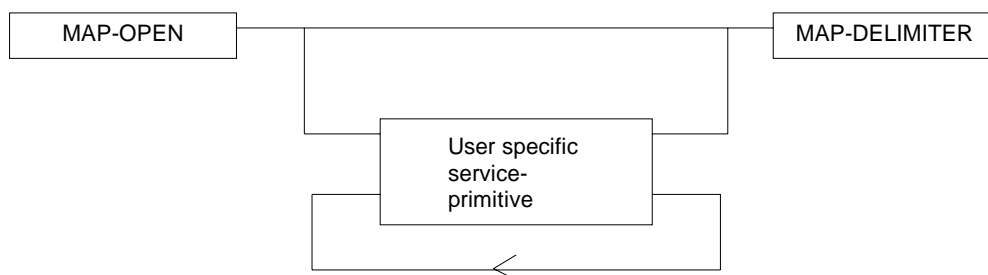 MAP-OPEN
MAP-DELIMITER
User specific
service-
primitive